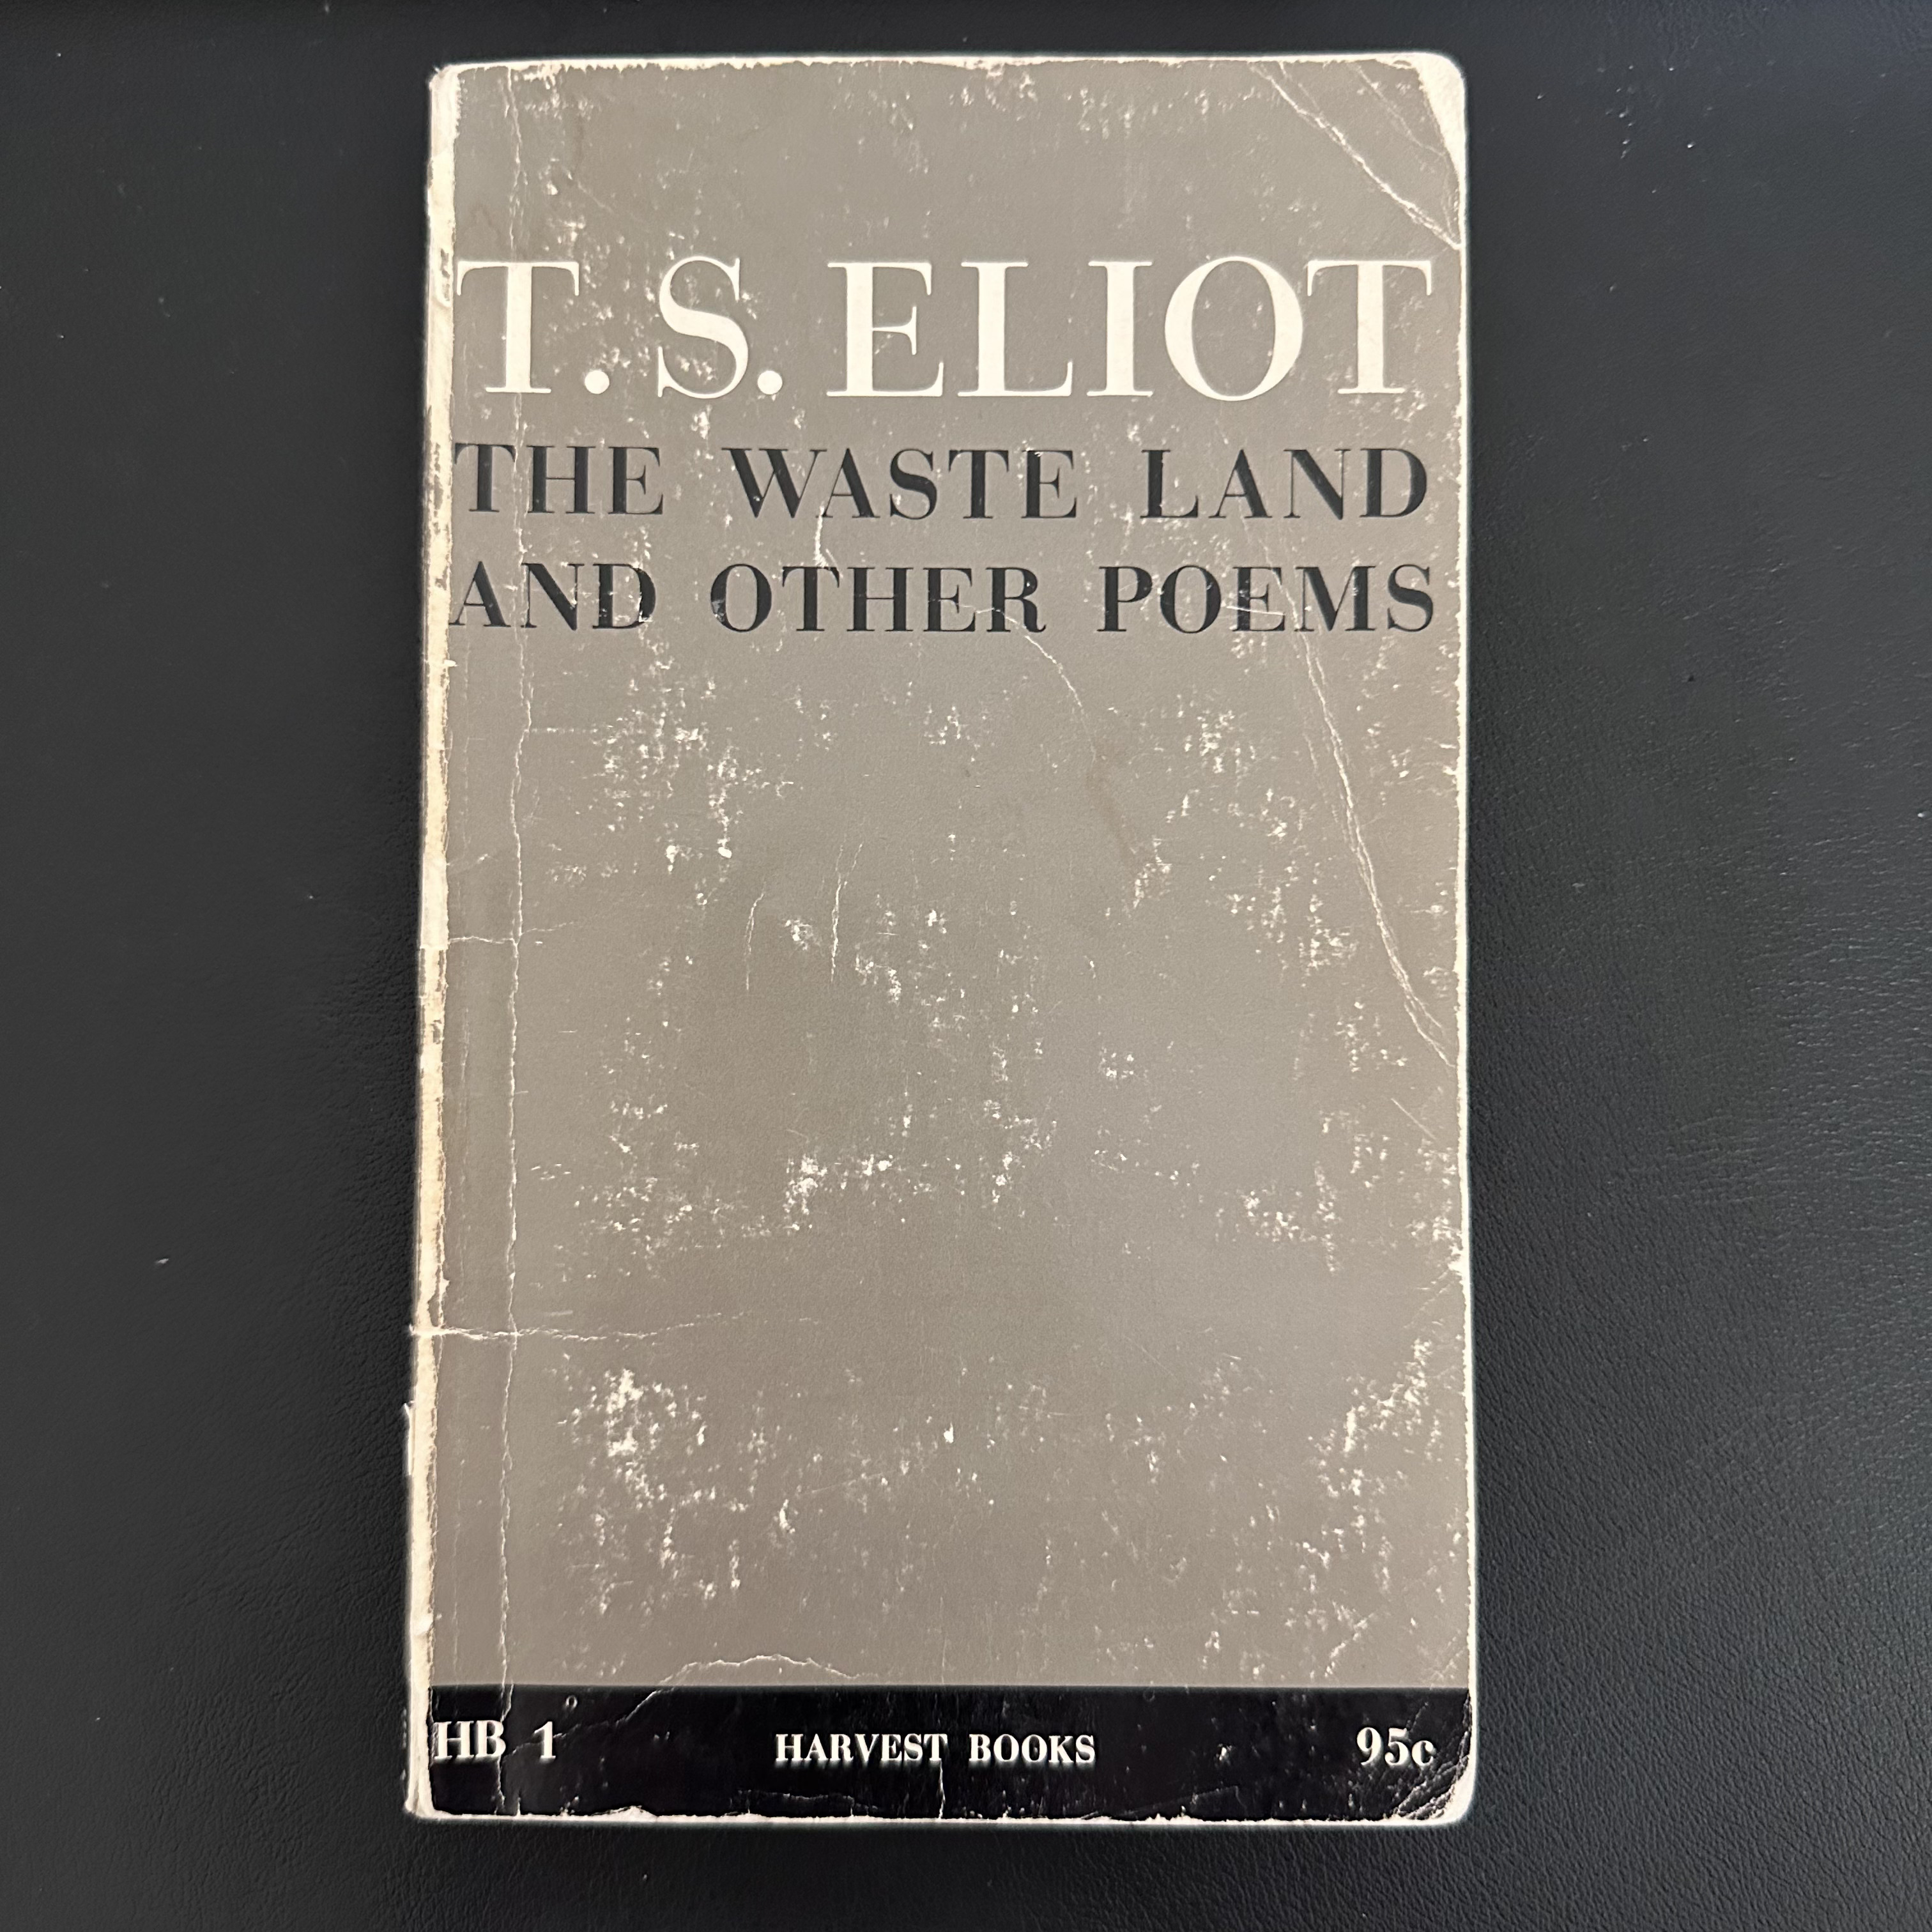 T. S. ELIOT
THE WASTE LAND
AND OTHER POEMS
HB 1 HARVEST BOOKS 95c